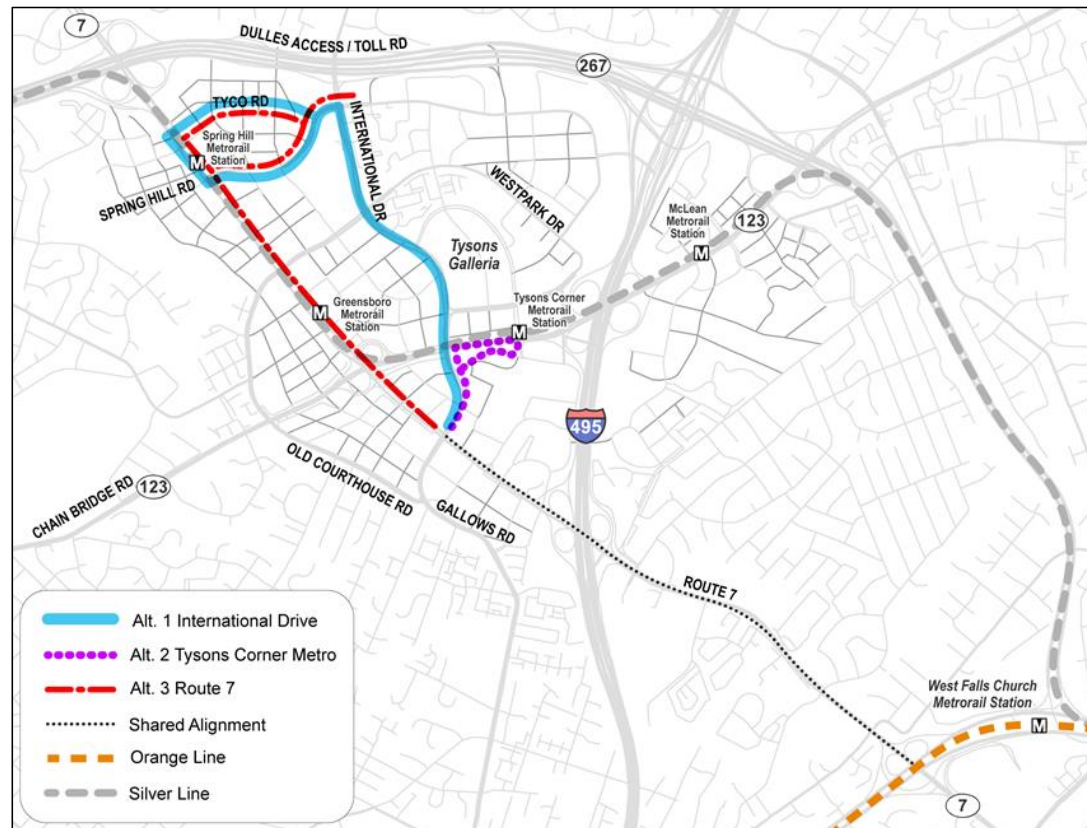 7
DULLES ACCESS / TOLL RD
267
TYCO RD
INTERNATIONAL DR
Spring Hill
Metrorail
Station
M
SPRING HILL RD
WESTPARK DR
McLean
Metrorail
Station
123
M
Tysons
Galleria
Greensboro
Metrorail
Station
M
Tysons Corner
Metrorail
Station
M
495
OLD COURTHOUSE RD
CHAIN BRIDGE RD
123
GALLOWS RD
ROUTE 7
West Falls Church
Metrorail Station
M
7
Alt. 1 International Drive
Alt. 2 Tysons Corner Metro
Alt. 3 Route 7
Shared Alignment
Orange Line
Silver Line